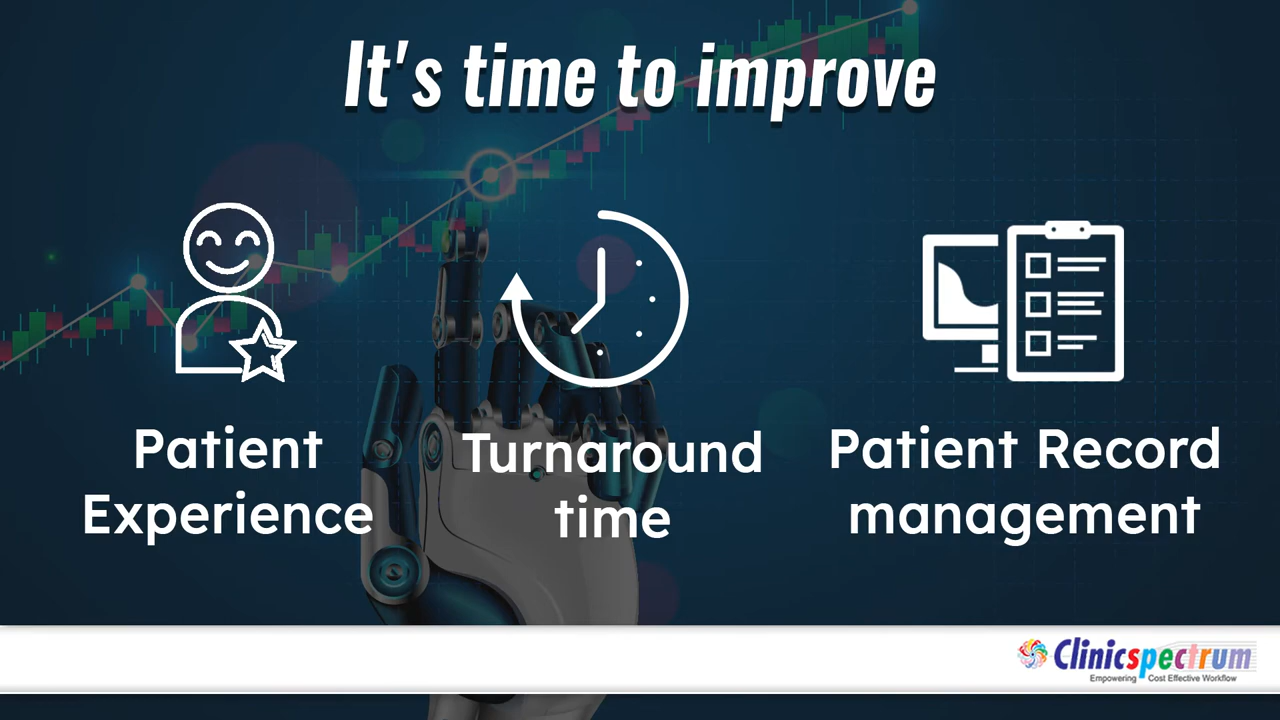 It's time to improve
Patient
Experience
Turnaround
time
Patient Record
management
Clinicspectrum
Empowering Cost Effective Workflow